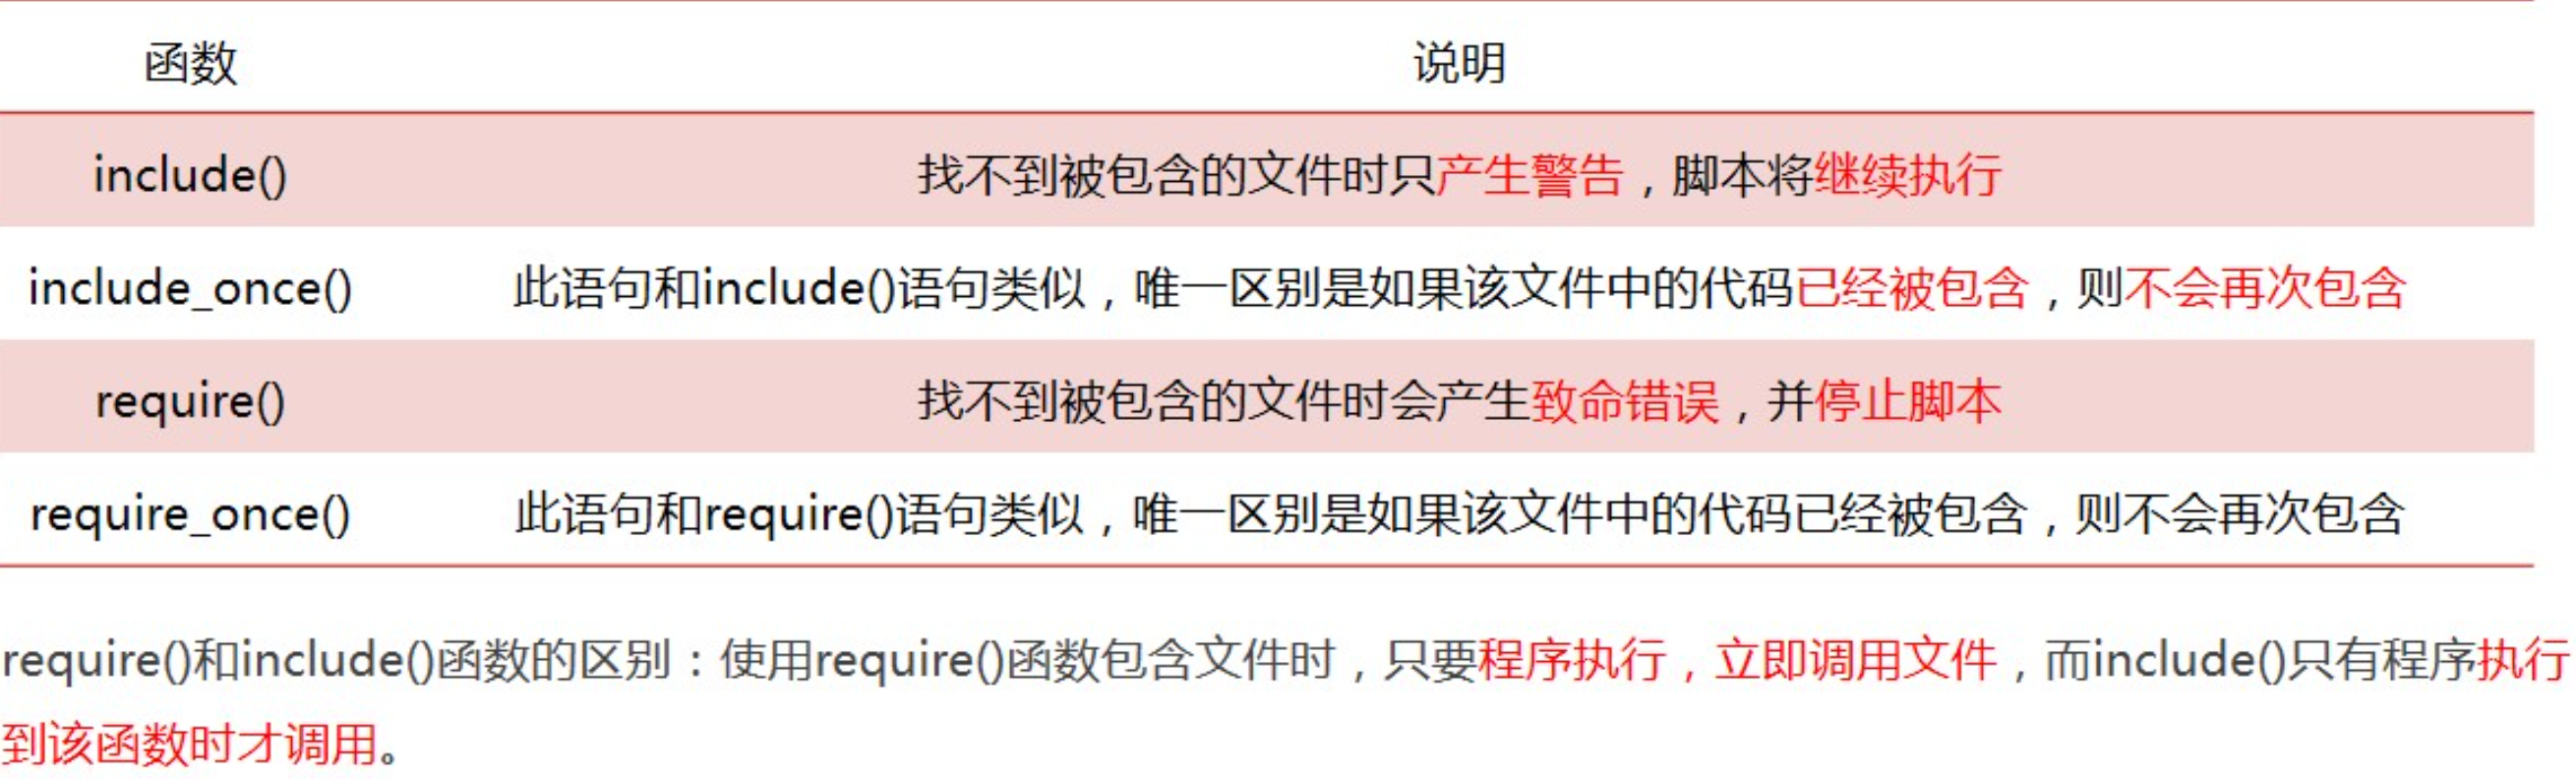 函数 说明
include() 找不到被包含的文件时只产生警告，脚本将继续执行
include_once() 此语句和include()语句类似，唯一区别是如果该文件中的代码已经被包含，则不会再次包含
require() 找不到被包含的文件时会产生致命错误，并停止脚本
require_once() 此语句和require()语句类似，唯一区别是如果该文件中的代码已经被包含，则不会再次包含
require()和include()函数的区别：使用require()函数包含文件时，只要程序执行，立即调用文件，而include()只有程序执行
到该函数时才调用。